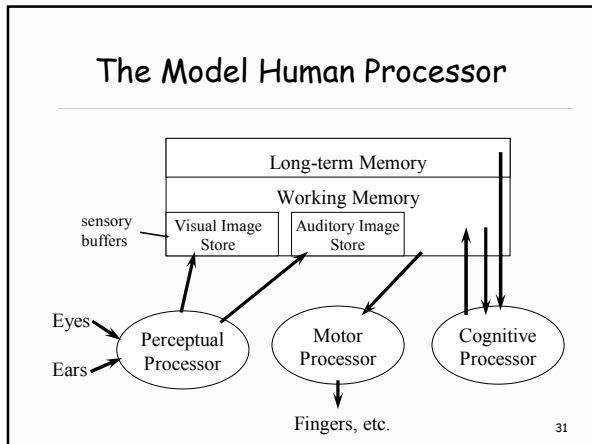 The Model Human Processor
Long-term Memory
Working Memory
sensory
buffers
Visual Image
Store
Auditory Image
Store
Eyes
Ears
Perceptual
Processor
Motor
Processor
Cognitive
Processor
Fingers, etc.
31